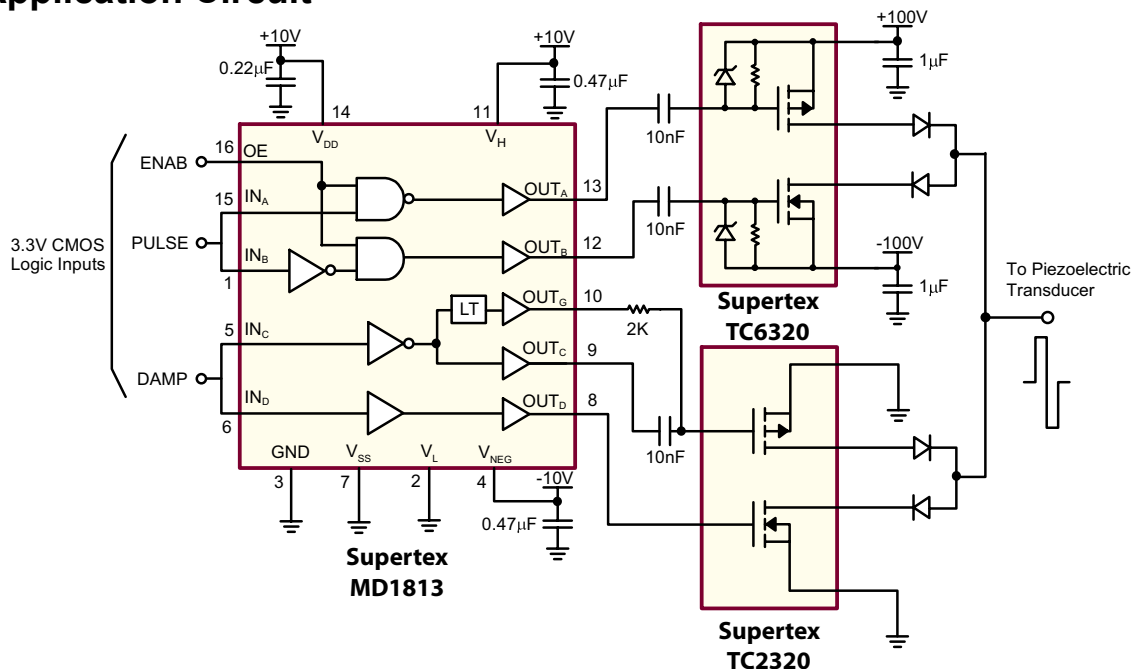 Application Circuit
+10V
0.22μF
14
VDD
+10V
0.47μF
11
VH
+100V
1μF
10nF
16 OE
ENAB
15 INA
PULSE
3.3V CMOS
Logic Inputs
INB
1
OUTA 13
OUTB 12
10nF
-100V
1μF
To Piezoelectric
Transducer
Supertex
TC6320
LT
OUTG 10
2K
5 INC
OUTC 9
DAMP
IND
6
OUTD 8
10nF
GND
3
VSS
7
VL
2
VNEG
4
-10V
0.47μF
Supertex
MD1813
Supertex
TC2320